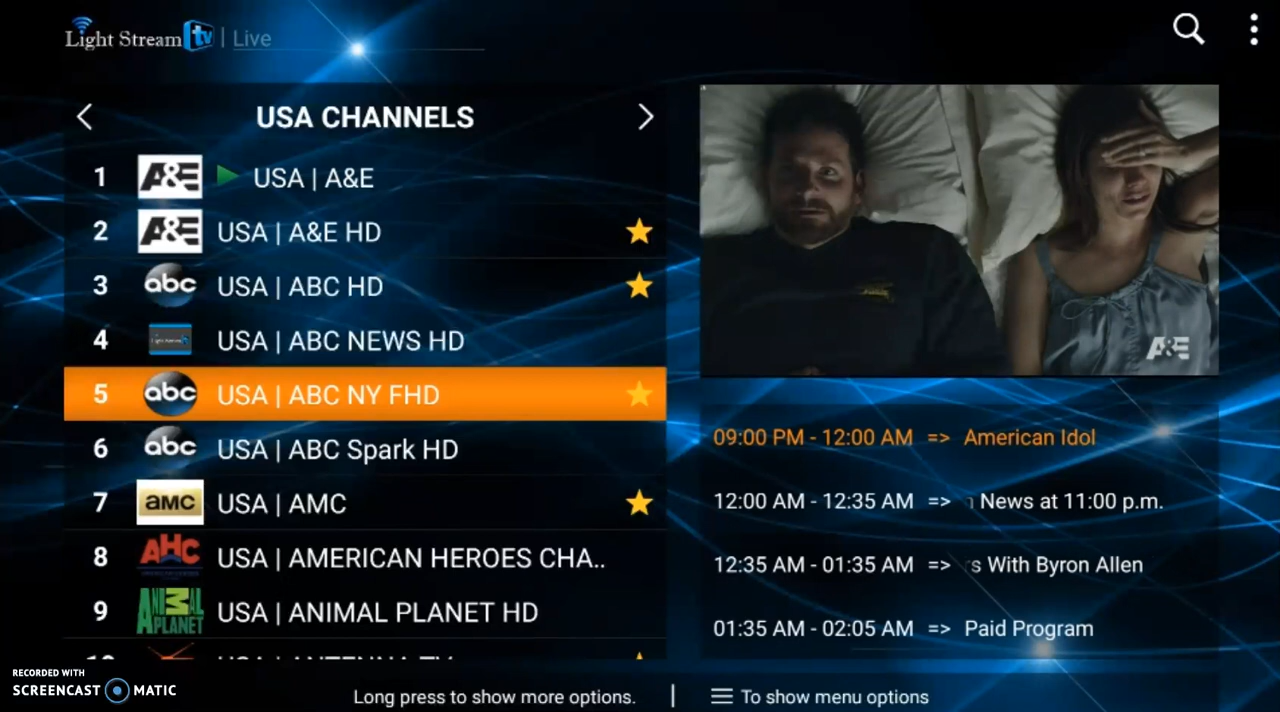 Light Stream tv | Live
USA CHANNELS
1 A&E USA | A&E
2 A&E USA | A&E HD
3 abc USA | ABC HD
4 USA | ABC NEWS HD
5 abc USA | ABC NY FHD
6 abc USA | ABC Spark HD
7 aMC USA | AMC
8 AHC USA | AMERICAN HEROES CHA..
9 ANIMAL PLANET USA | ANIMAL PLANET HD
A&E
09:00 PM - 12:00 AM => American Idol
12:00 AM - 12:35 AM => News at 11:00 p.m.
12:35 AM - 01:35 AM => s With Byron Allen
01:35 AM - 02:05 AM => Paid Program
RECORDED WITH
SCREENCAST MATIC
Long press to show more options. | To show menu options